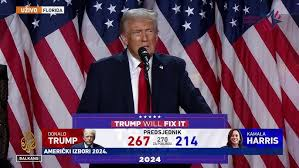 UŽIVO FLORIDA
TRUMP WILL FIX IT
DONALD
TRUMP
PREDSJEDNIK
267 270 214
KAMALA
HARRIS
AMERIČKI IZBORI 2024.
BALKANS
2024